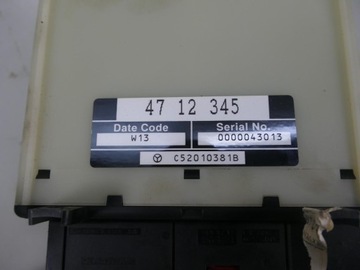 47 12 345
Date Code Serial No.
W13 0000043013
C52010381B